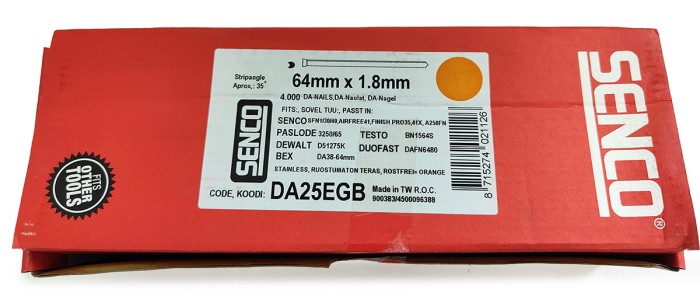 Stripangle
Aprox,: 35°
64mm x 1.8mm
4.000 DA-NAILS,DA-Naulat, DA-Nagel
FITS:, SOVEL TUU:, PASST IN:
SENCO SFN1/30/40,AIRFREE41,FINISH PRO35,41X, A250FN
PASLODE 3250/65 TESTO BN1564S
DEWALT D51275K DUOFAST DAFN6480
BEX DA38-64mm
STAINLESS, RUOSTUMATON TERAS, ROSTFREI= ORANGE
CODE, KOODI: DA25EGB Made in TW R.O.C.
900383/4500096388
SENCO
8 715274 021126
FITS
OTHER
TOOLS
SENCO®